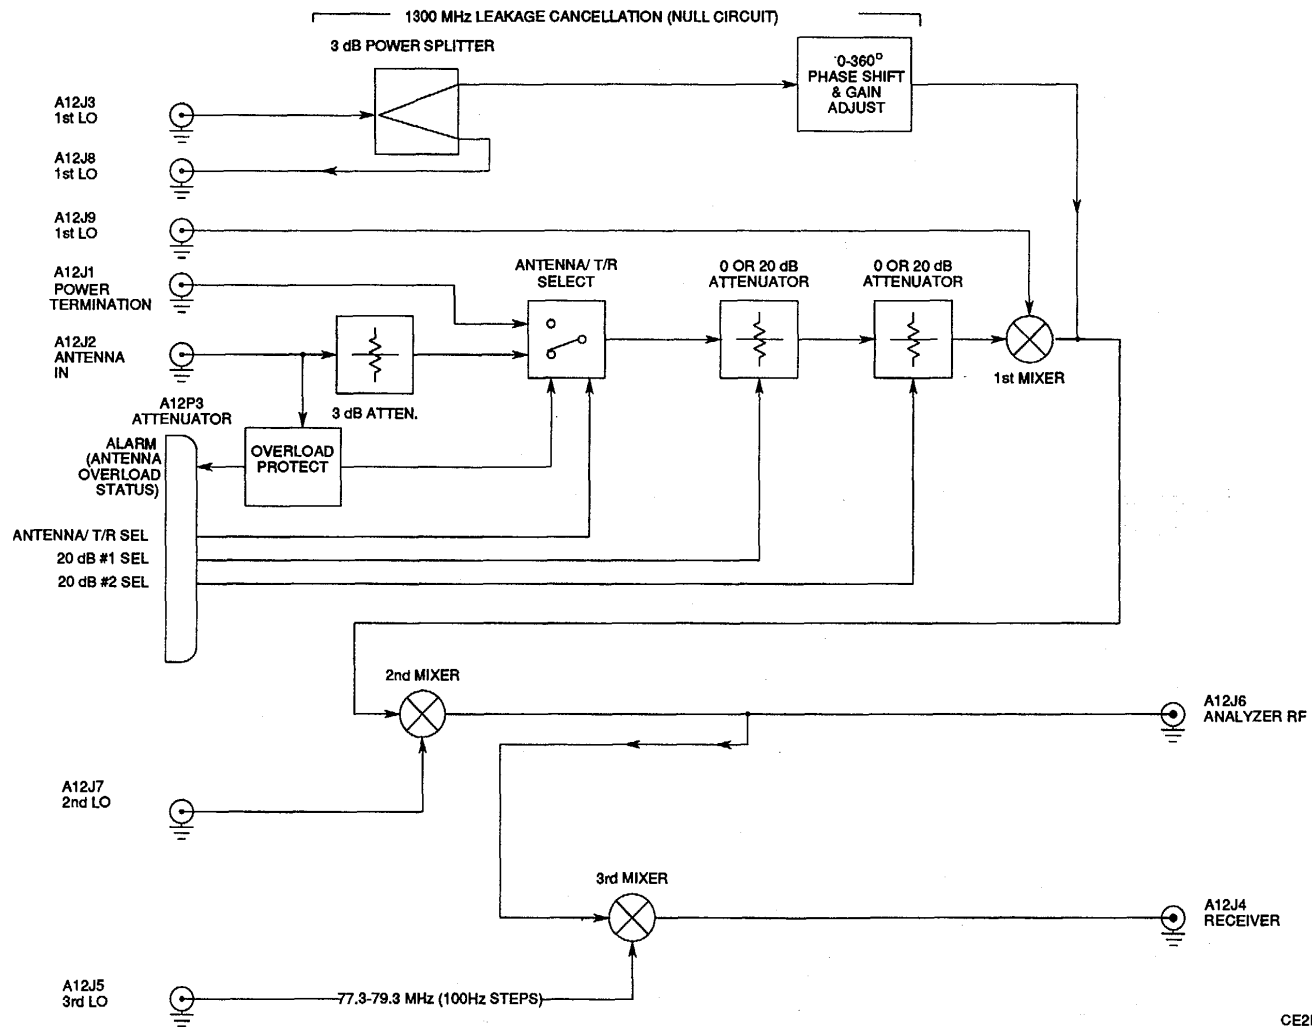 1300 MHz LEAKAGE CANCELLATION (NULL CIRCUIT)
3 dB POWER SPLITTER
0-360°
PHASE SHIFT
& GAIN
ADJUST
A12J3
1st LO
A12J8
1st LO
A12J9
1st LO
A12J1
POWER
TERMINATION
ANTENNA/ T/R
SELECT
0 OR 20 dB
ATTENUATOR
0 OR 20 dB
ATTENUATOR
A12J2
ANTENNA
IN
1st MIXER
3 dB ATTEN.
A12P3
ATTENUATOR
ALARM
(ANTENNA
OVERLOAD
STATUS)
OVERLOAD
PROTECT
ANTENNA/ T/R SEL
20 dB #1 SEL
20 dB #2 SEL
2nd MIXER
A12J6
ANALYZER RF
A12J7
2nd LO
3rd MIXER
A12J4
RECEIVER
A12J5
3rd LO
77.3-79.3 MHz (100Hz STEPS)